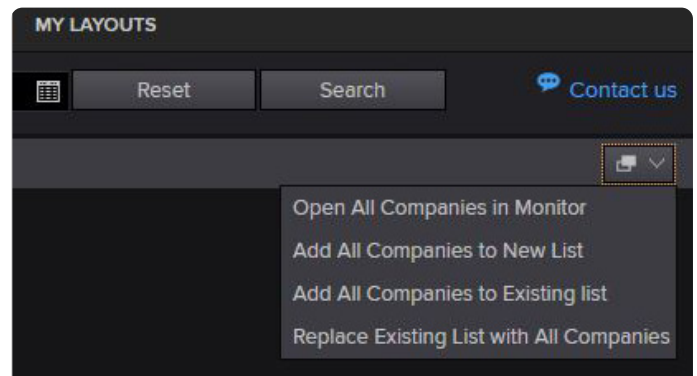 MY LAYOUTS
Reset
Search
Contact us
Open All Companies in Monitor
Add All Companies to New List
Add All Companies to Existing list
Replace Existing List with All Companies